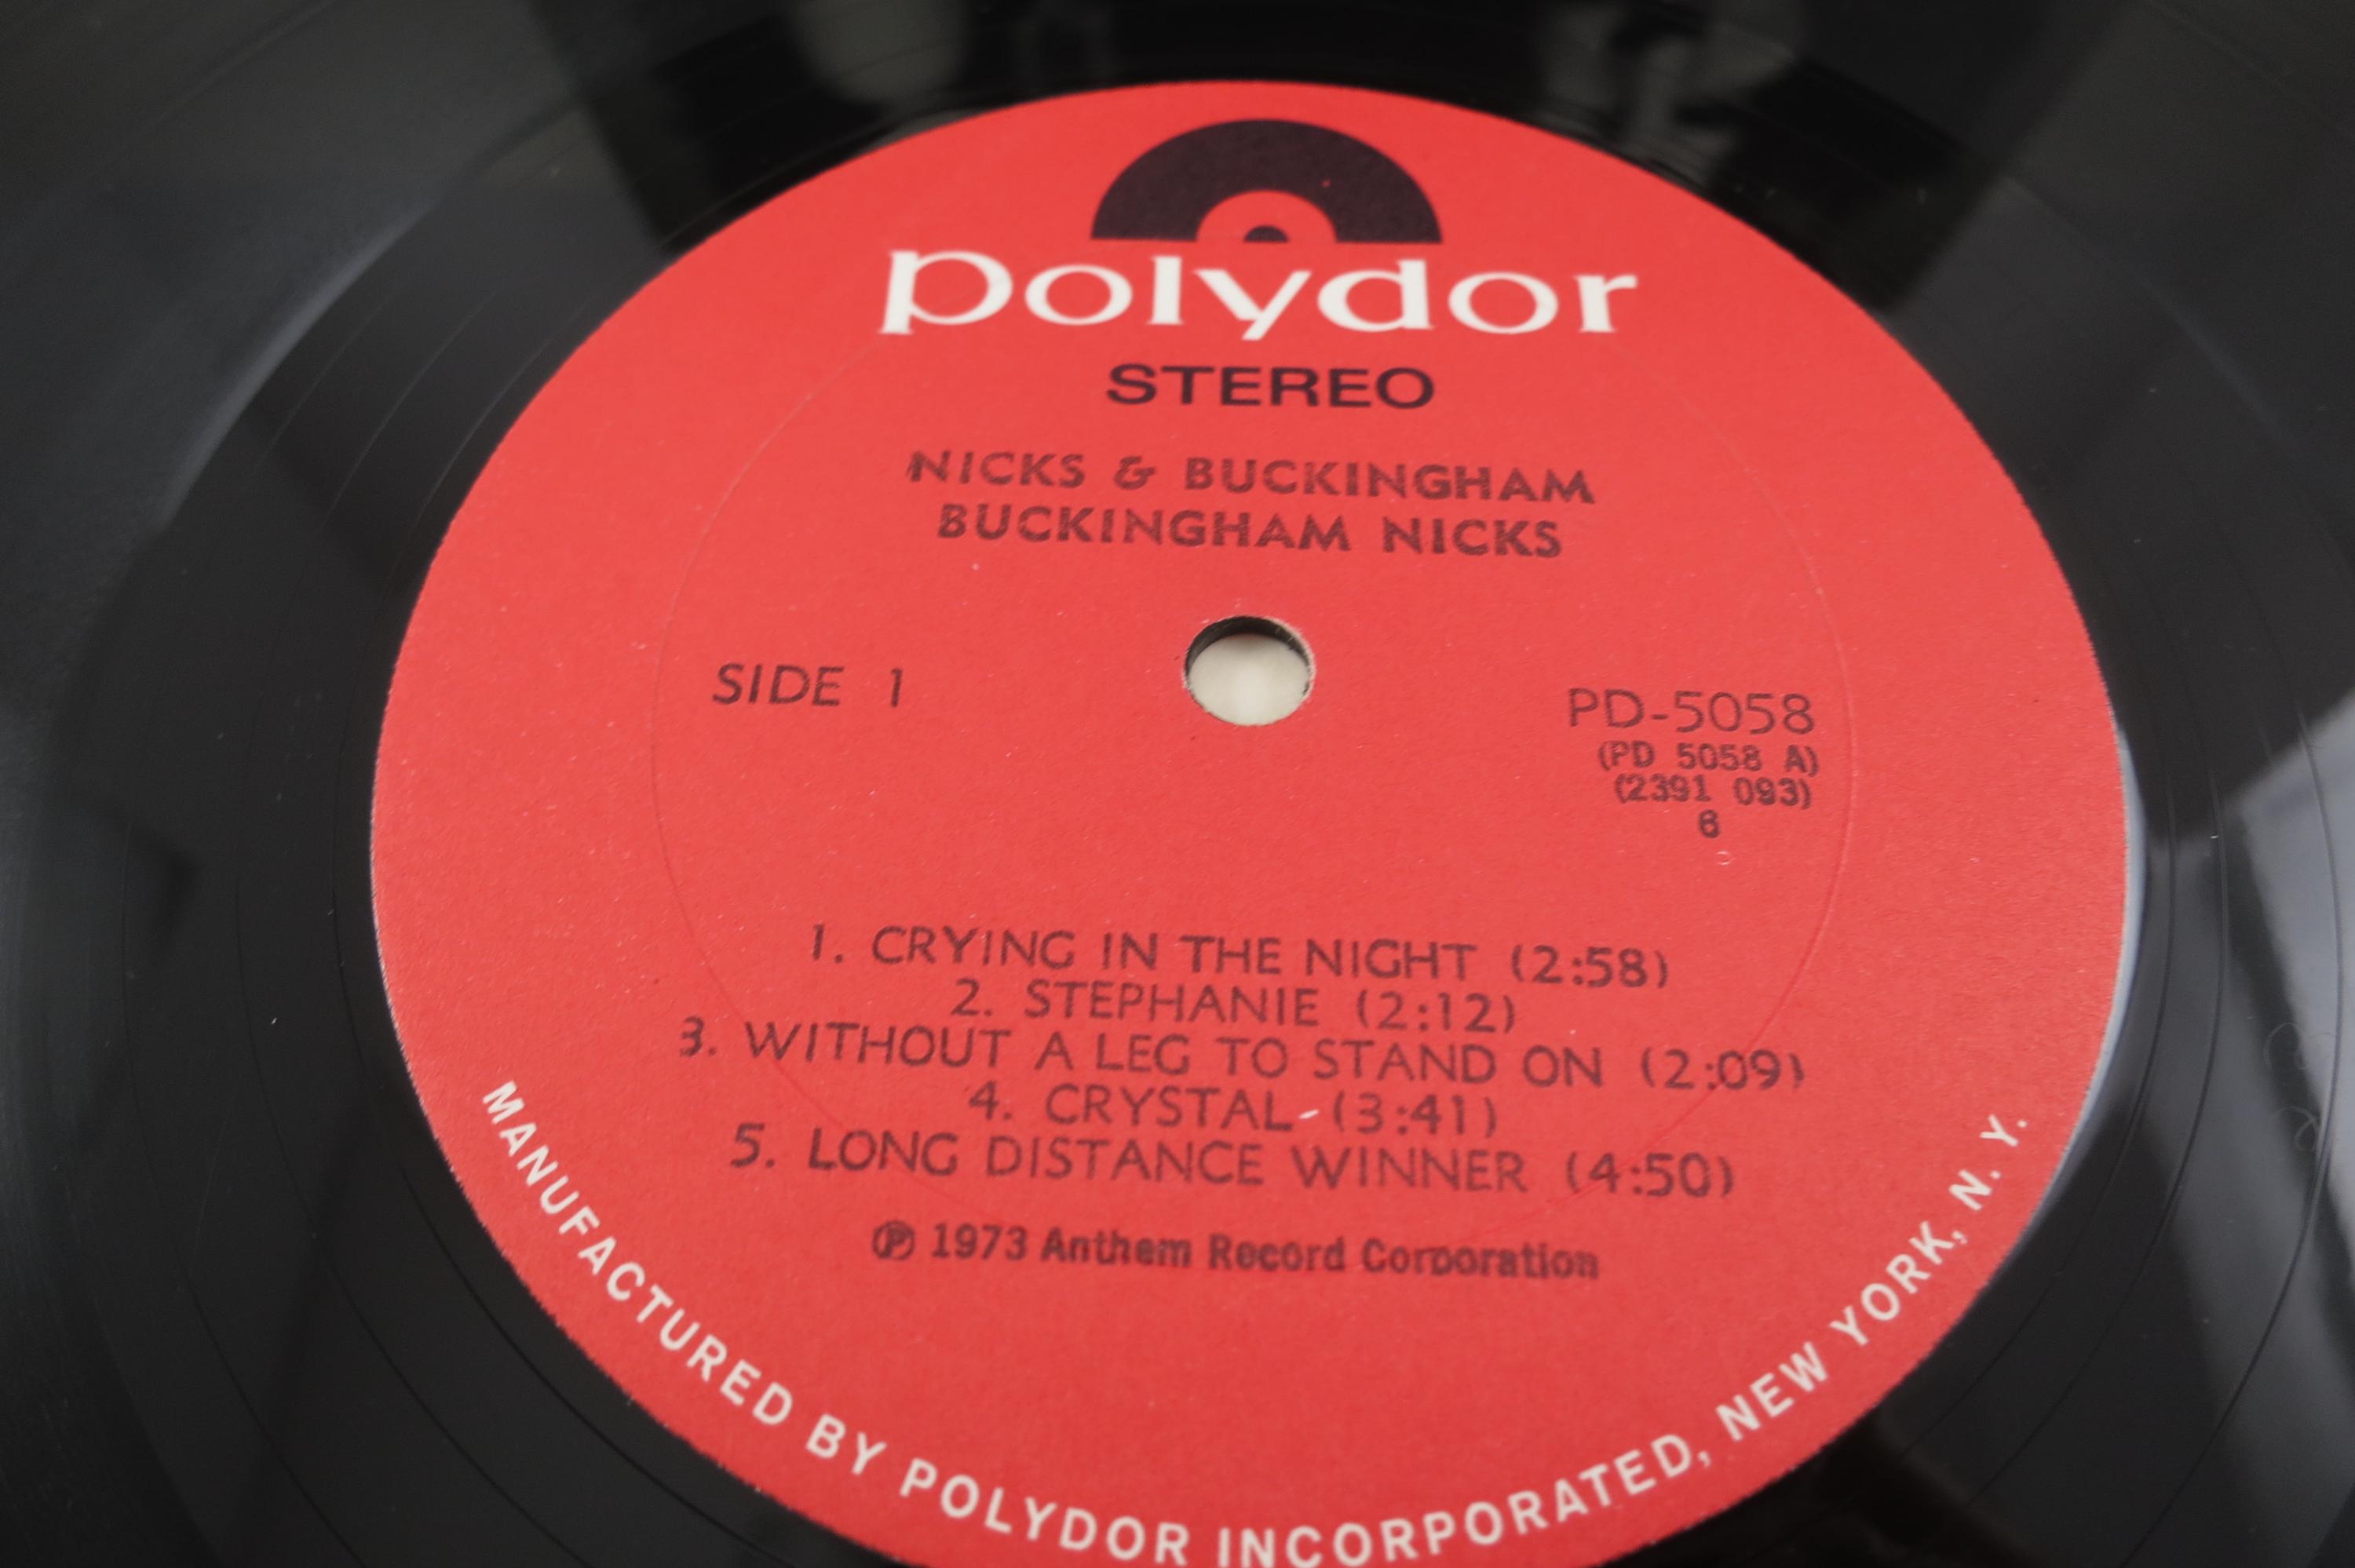 polydor
STEREO
NICKS & BUCKINGHAM
BUCKINGHAM NICKS
SIDE 1
PD-5058
(PD 5058 A)
(2391 093)
6
1. CRYING IN THE NIGHT (2:58)
2. STEPHANIE (2:12)
3. WITHOUT A LEG TO STAND ON (2:09)
4. CRYSTAL (3:41)
5. LONG DISTANCE WINNER (4:50)
℗ 1973 Anthem Record Corporation
MANUFACTURED BY POLYDOR INCORPORATED, NEW YORK, N. Y.